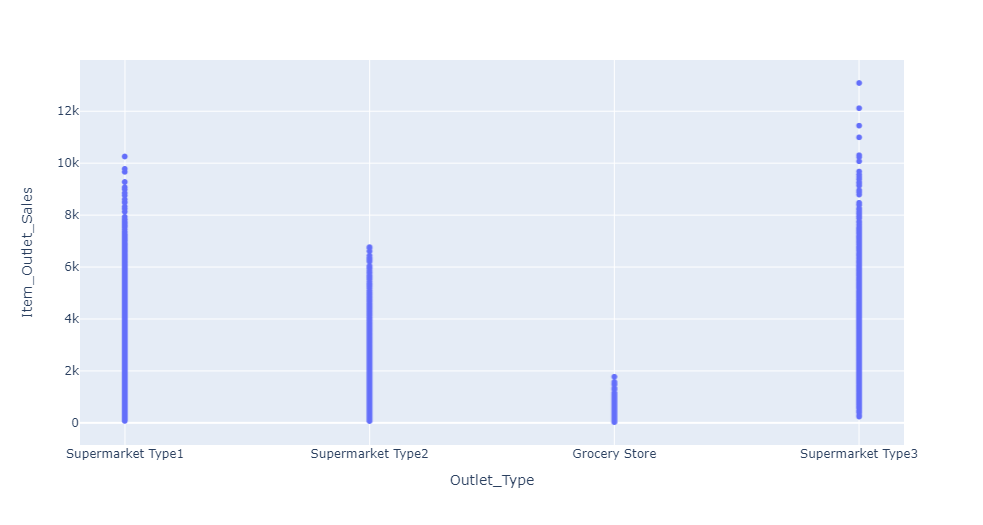 Item_Outlet_Sales
12k
10k
8k
6k
4k
2k
0
Supermarket Type1 Supermarket Type2 Grocery Store Supermarket Type3
Outlet_Type